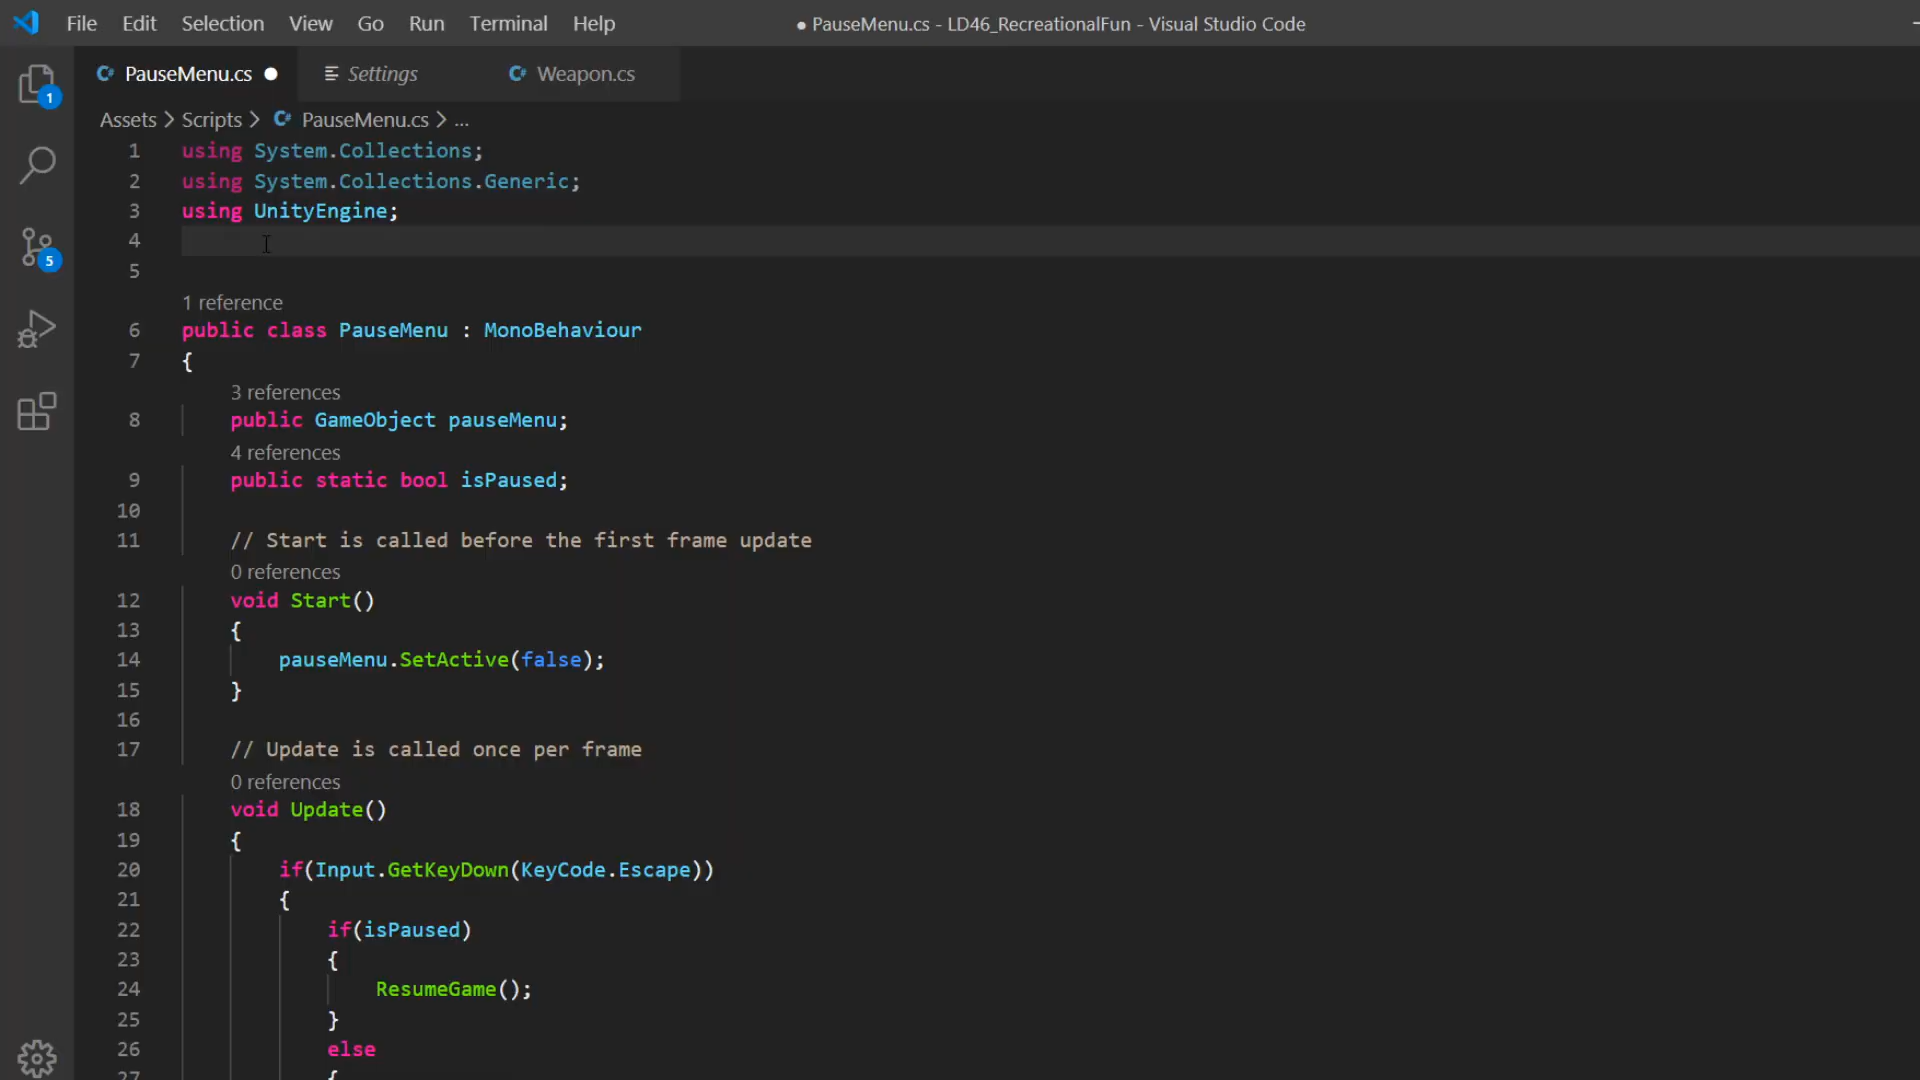 File Edit Selection View Go Run Terminal Help ● PauseMenu.cs - LD46_RecreationalFun - Visual Studio Code
PauseMenu.cs ● Settings Weapon.cs
Assets > Scripts > PauseMenu.cs > ...
1
5
1 using System.Collections;
2 using System.Collections.Generic;
3 using UnityEngine;
4
5
1 reference
6 public class PauseMenu : MonoBehaviour
7 {
3 references
8 public GameObject pauseMenu;
4 references
9 public static bool isPaused;
10
11 // Start is called before the first frame update
0 references
12 void Start()
13 {
14 pauseMenu.SetActive(false);
15 }
16
17 // Update is called once per frame
0 references
18 void Update()
19 {
20 if(Input.GetKeyDown(KeyCode.Escape))
21 {
22 if(isPaused)
23 {
24 ResumeGame();
25 }
26 else
27 {